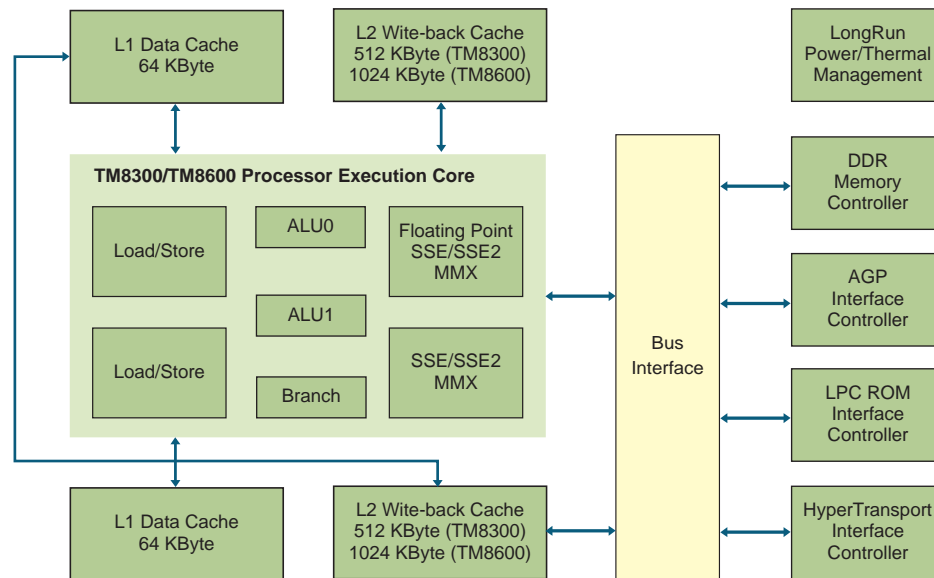 L1 Data Cache
64 KByte
L2 Wite-back Cache
512 KByte (TM8300)
1024 KByte (TM8600)
LongRun
Power/Thermal
Management
TM8300/TM8600 Processor Execution Core
Load/Store
ALU0
Floating Point
SSE/SSE2
MMX
ALU1
Load/Store
SSE/SSE2
MMX
Branch
Bus
Interface
DDR
Memory
Controller
AGP
Interface
Controller
LPC ROM
Interface
Controller
L1 Data Cache
64 KByte
L2 Wite-back Cache
512 KByte (TM8300)
1024 KByte (TM8600)
HyperTransport
Interface
Controller